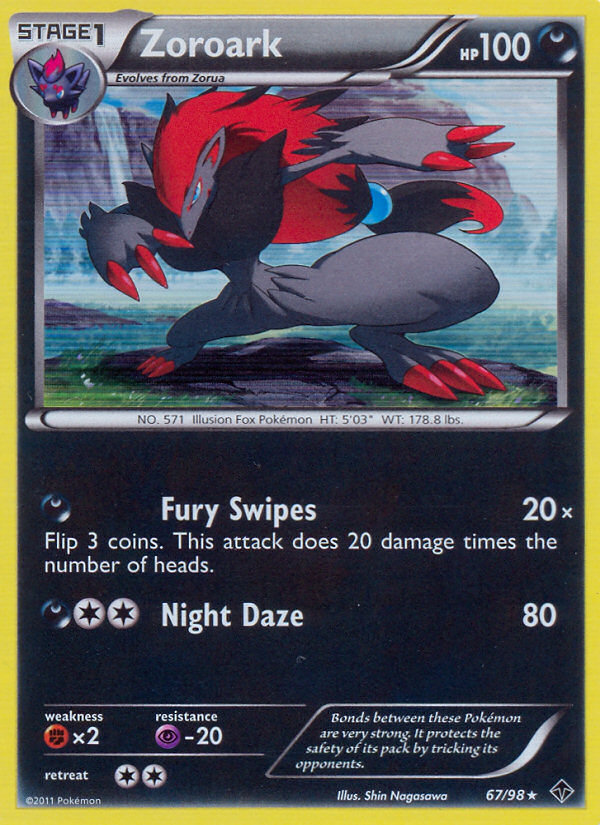 STAGE1
Zoroark
HP100
Evolves from Zorua
NO. 571 Illusion Fox Pokémon HT: 5'03" WT: 178.8 lbs.
Fury Swipes 20×
Flip 3 coins. This attack does 20 damage times the
number of heads.
Night Daze 80
weakness resistance
×2 -20
Bonds between these Pokémon
are very strong. It protects the
safety of its pack by tricking its
opponents.
retreat
©2011 Pokémon
Illus. Shin Nagasawa 67/98★